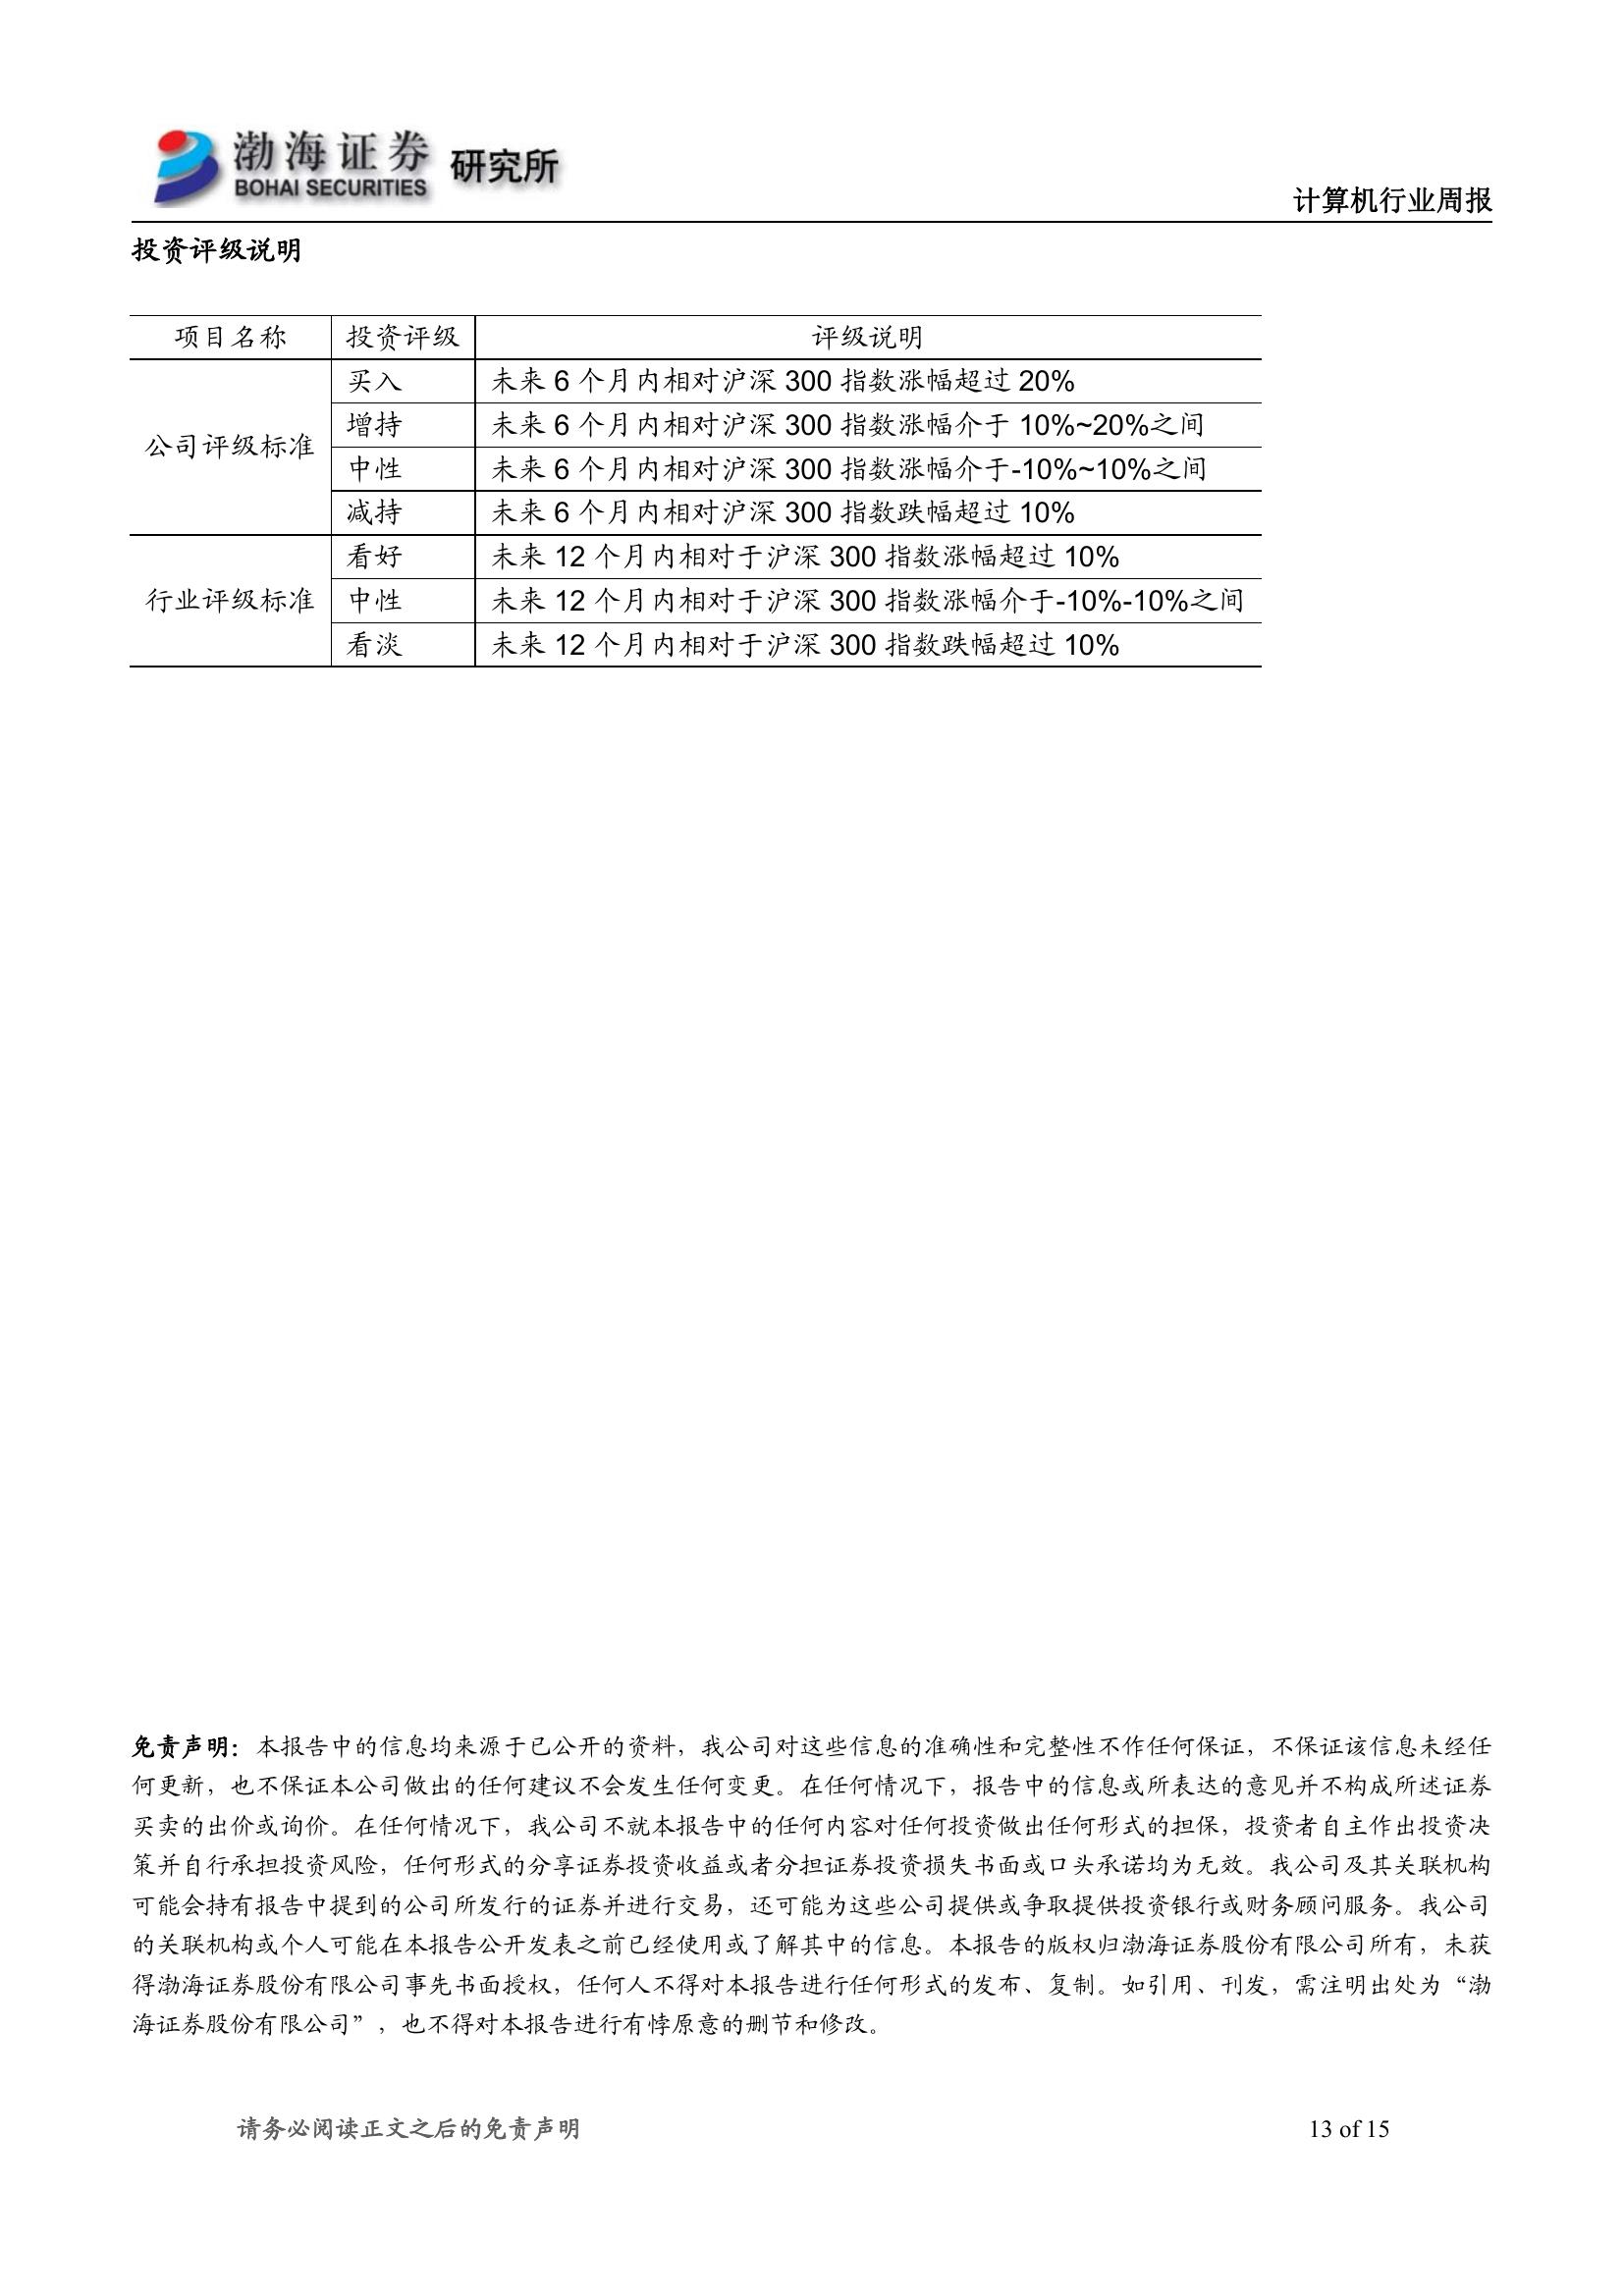 渤海证券 研究所
BOHAI SECURITIES
计算机行业周报
投资评级说明
项目名称 投资评级 评级说明
公司评级标准
买入 未来 6 个月内相对沪深 300 指数涨幅超过 20%
增持 未来 6 个月内相对沪深 300 指数涨幅介于 10%~20%之间
中性 未来 6 个月内相对沪深 300 指数涨幅介于-10%~10%之间
减持 未来 6 个月内相对沪深 300 指数跌幅超过 10%
行业评级标准
看好 未来 12 个月内相对于沪深 300 指数涨幅超过 10%
中性 未来 12 个月内相对于沪深 300 指数涨幅介于-10%-10%之间
看淡 未来 12 个月内相对于沪深 300 指数跌幅超过 10%
免责声明：本报告中的信息均来源于已公开的资料，我公司对这些信息的准确性和完整性不作任何保证，不保证该信息未经任
何更新，也不保证本公司做出的任何建议不会发生任何变更。在任何情况下，报告中的信息或所表达的意见并不构成所述证券
买卖的出价或询价。在任何情况下，我公司不就本报告中的任何内容对任何投资做出任何形式的担保，投资者自主作出投资决
策并自行承担投资风险，任何形式的分享证券投资收益或者分担证券投资损失书面或口头承诺均为无效。我公司及其关联机构
可能会持有报告中提到的公司所发行的证券并进行交易，还可能为这些公司提供或争取提供投资银行或财务顾问服务。我公司
的关联机构或个人可能在本报告公开发表之前已经使用或了解其中的信息。本报告的版权归渤海证券股份有限公司所有，未获
得渤海证券股份有限公司事先书面授权，任何人不得对本报告进行任何形式的发布、复制。如引用、刊发，需注明出处为“渤
海证券股份有限公司”，也不得对本报告进行有悖原意的删节和修改。
请务必阅读正文之后的免责声明 13 of 15